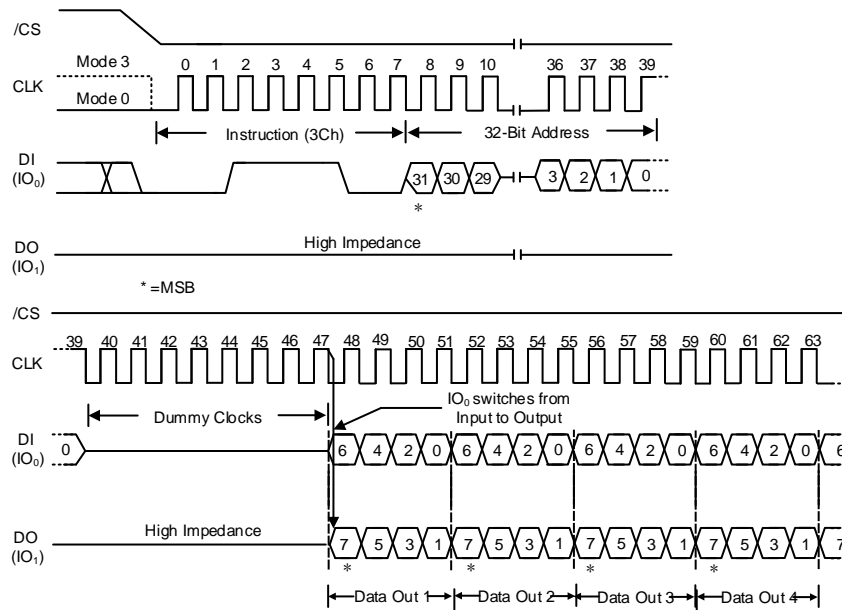 /CS
Mode 3 0 1 2 3 4 5 6 7 8 9 10 36 37 38 39
CLK
Mode 0
Instruction (3Ch) 32-Bit Address
DI
(IO₀)
31 30 29 3 2 1 0
*
High Impedance
DO
(IO₁)
* =MSB
/CS
39 40 41 42 43 44 45 46 47 48 49 50 51 52 53 54 55 56 57 58 59 60 61 62 63
CLK
IO₀ switches from
Input to Output
Dummy Clocks
DI
(IO₀)
0 6 4 2 0 6 4 2 0 6 4 2 0 6 4 2 0 6
High Impedance
DO
(IO₁)
7 5 3 1 7 5 3 1 7 5 3 1 7 5 3 1 7
* * * *
Data Out 1 Data Out 2 Data Out 3 Data Out 4